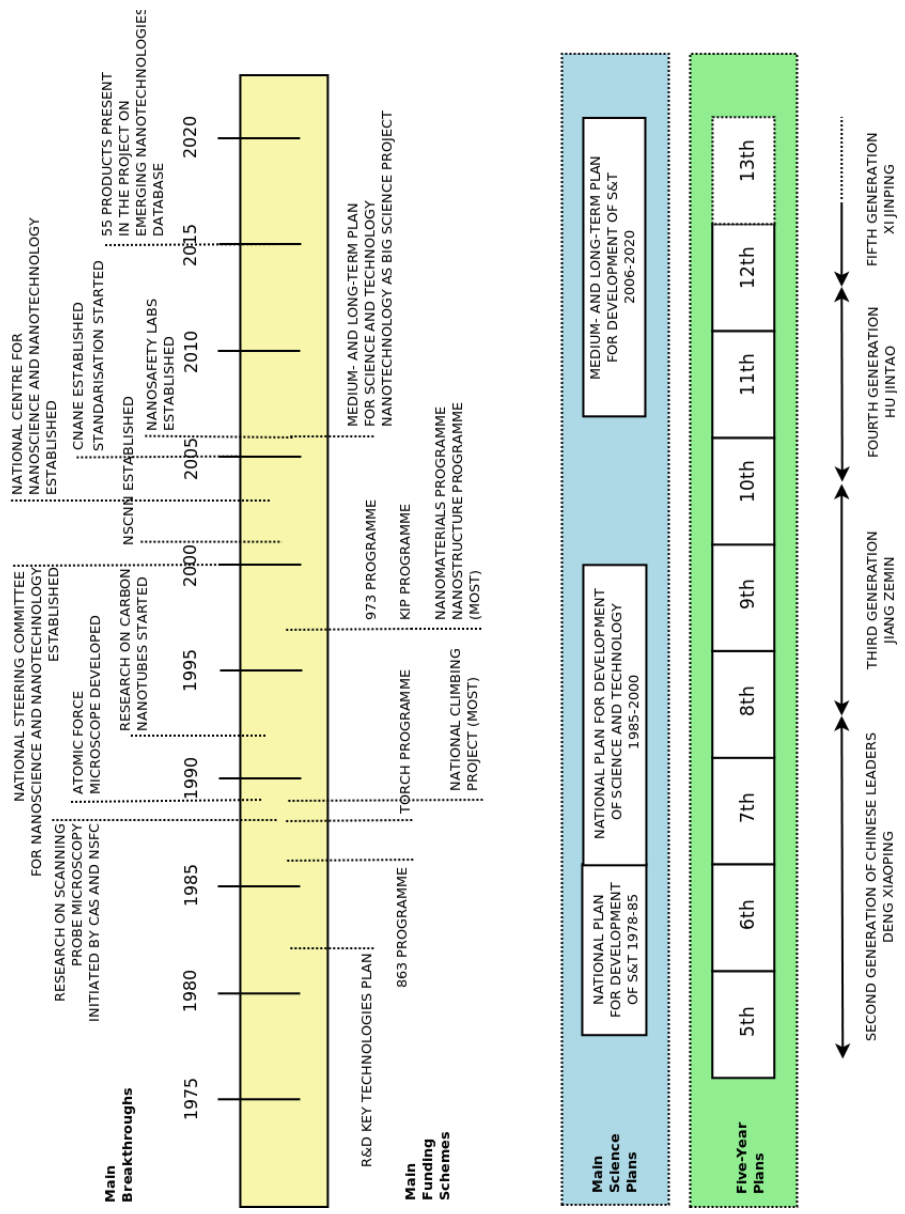 Main
Breakthroughs
RESEARCH ON SCANNING
PROBE MICROSCOPY
INITIATED BY CAS AND NSFC
NATIONAL STEERING COMMITTEE
FOR NANOSCIENCE AND NANOTECHNOLOGY
ESTABLISHED
ATOMIC FORCE
MICROSCOPE DEVELOPED
RESEARCH ON CARBON
NANOTUBES STARTED
NATIONAL CENTRE FOR
NANOSCIENCE AND NANOTECHNOLOGY
ESTABLISHED
CNANE ESTABLISHED
STANDARISATION STARTED
NSCNN ESTABLISHED
NANOSAFETY LABS
ESTABLISHED
55 PRODUCTS PRESENT
IN THE PROJECT ON
EMERGING NANOTECHNOLOGIES
DATABASE
1975
1980
1985
1990
1995
2000
2005
2010
2015
2020
Main
Funding
Schemes
R&D KEY TECHNOLOGIES PLAN
863 PROGRAMME
TORCH PROGRAMME
NATIONAL CLIMBING
PROJECT (MOST)
973 PROGRAMME
KIP PROGRAMME
NANOMATERIALS PROGRAMME
NANOSTRUCTURE PROGRAMME
(MOST)
MEDIUM- AND LONG-TERM PLAN
FOR SCIENCE AND TECHNOLOGY
NANOTECHNOLOGY AS BIG SCIENCE PROJECT
Main
Science
Plans
NATIONAL PLAN
FOR DEVELOPMENT
OF S&T 1978-85
NATIONAL PLAN FOR DEVELOPMENT
OF SCIENCE AND TECHNOLOGY
1985-2000
MEDIUM- AND LONG-TERM PLAN
FOR DEVELOPMENT OF S&T
2006-2020
Five-Year
Plans
5th
6th
7th
8th
9th
10th
11th
12th
13th
SECOND GENERATION OF CHINESE LEADERS
DENG XIAOPING
THIRD GENERATION
JIANG ZEMIN
FOURTH GENERATION
HU JINTAO
FIFTH GENERATION
XI JINPING